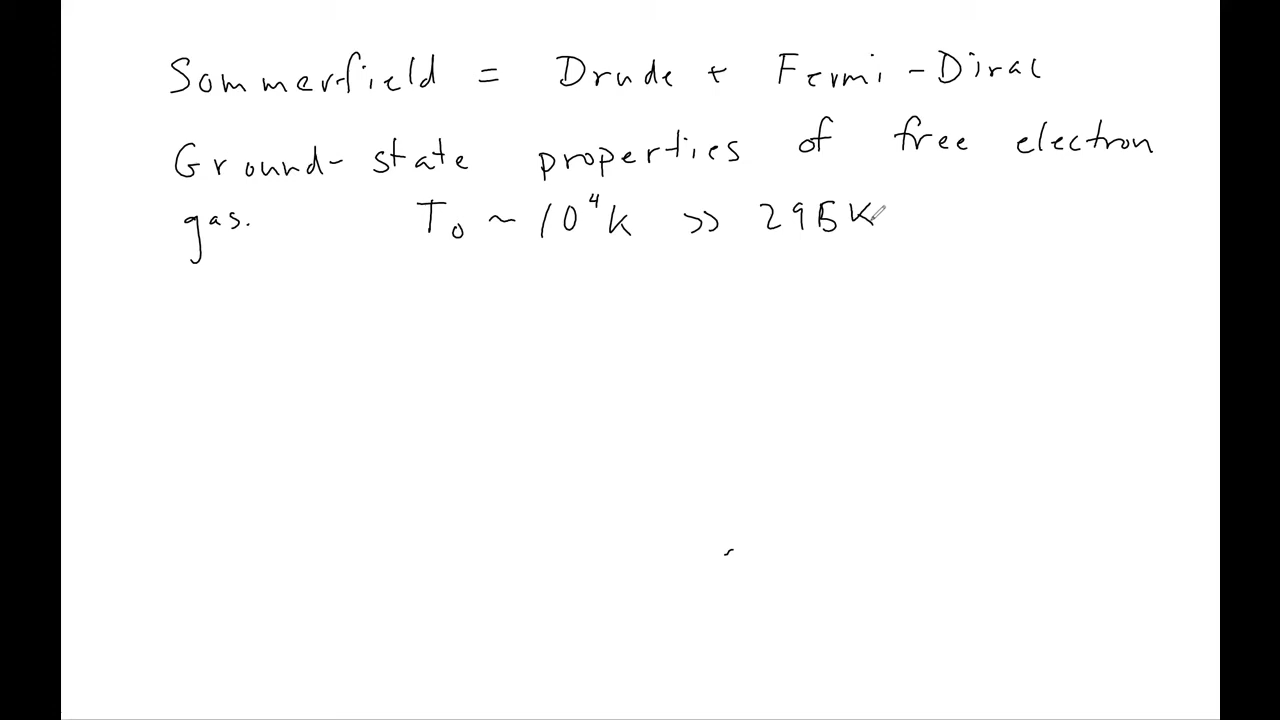 Sommerfield = Drude + Fermi-Dirac
Ground-state properties of free electron
gas. T₀ ~ 10⁴K >> 295K